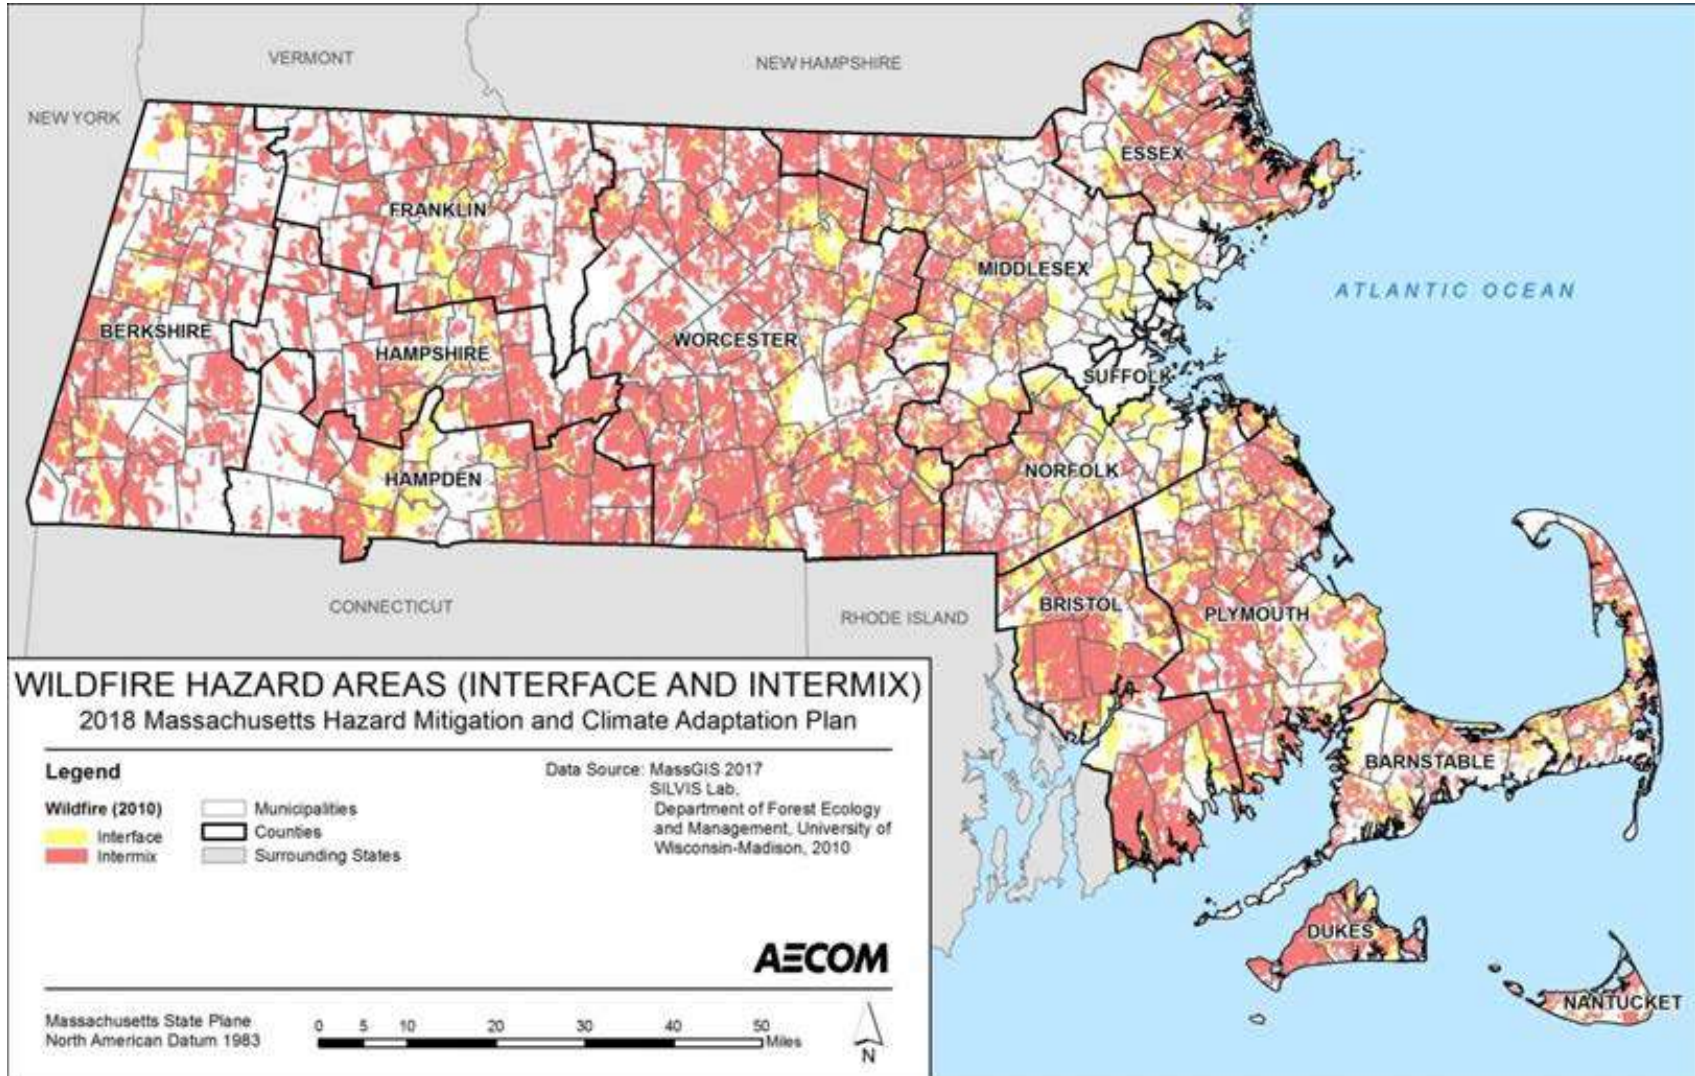 VERMONT
NEW HAMPSHIRE
NEW YORK
ESSEX
FRANKLIN
MIDDLESEX
ATLANTIC OCEAN
BERKSHIRE
HAMPSHIRE
WORCESTER
SUFFOLK
HAMPDEN
NORFOLK
CONNECTICUT
RHODE ISLAND
BRISTOL
PLYMOUTH
BARNSTABLE
DUKES
NANTUCKET
WILDFIRE HAZARD AREAS (INTERFACE AND INTERMIX)
2018 Massachusetts Hazard Mitigation and Climate Adaptation Plan
Legend
Wildfire (2010)
Interface
Intermix
Municipalities
Counties
Surrounding States
Data Source: MassGIS 2017
SILVIS Lab,
Department of Forest Ecology
and Management, University of
Wisconsin-Madison, 2010
AECOM
Massachusetts State Plane
North American Datum 1983
0 5 10 20 30 40 50
Miles
N